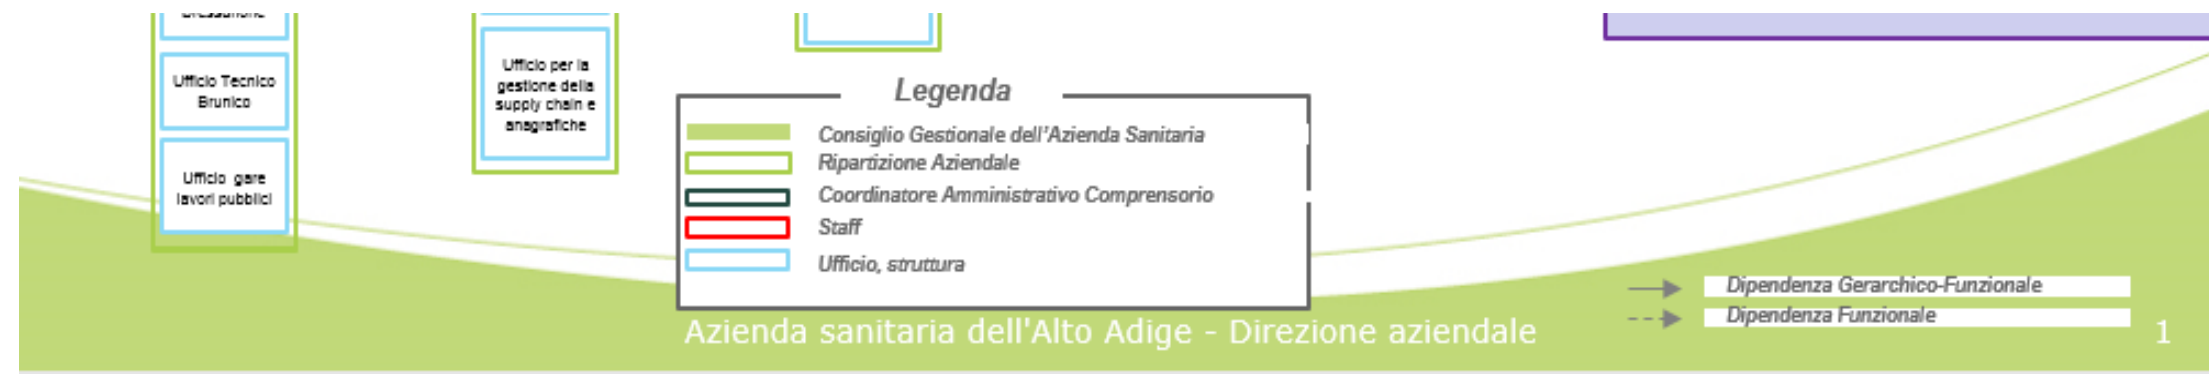 Ufficio Tecnico
Brunico
Ufficio gare
lavori pubblici
Ufficio per la
gestione della
supply chain e
anagrafiche
Legenda
Consiglio Gestionale dell'Azienda Sanitaria
Ripartizione Aziendale
Coordinatore Amministrativo Comprensorio
Staff
Ufficio, struttura
Dipendenza Gerarchico-Funzionale
Dipendenza Funzionale
Azienda sanitaria dell'Alto Adige - Direzione aziendale
1